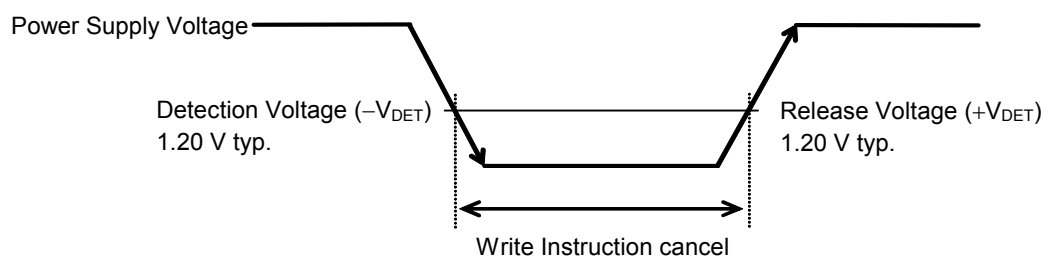 Power Supply Voltage
Detection Voltage (−VDET)
1.20 V typ.
Release Voltage (+VDET)
1.20 V typ.
Write Instruction cancel